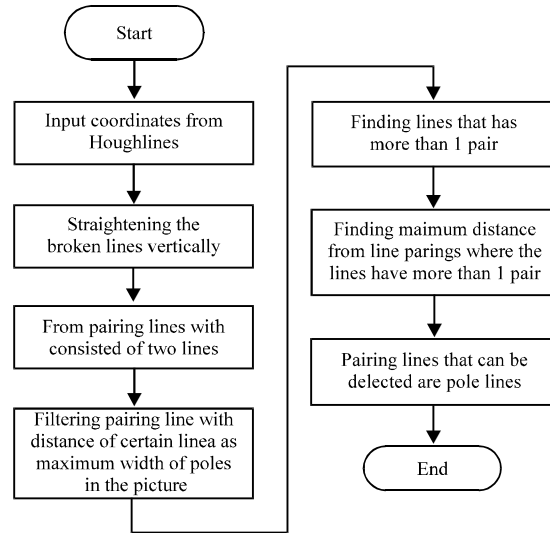 Start
Input coordinates from
Houghlines
Straightening the
broken lines vertically
From pairing lines with
consisted of two lines
Filtering pairing line with
distance of certain linea as
maximum width of poles
in the picture
Finding lines that has
more than 1 pair
Finding maimum distance
from line parings where the
lines have more than 1 pair
Pairing lines that can be
delected are pole lines
End